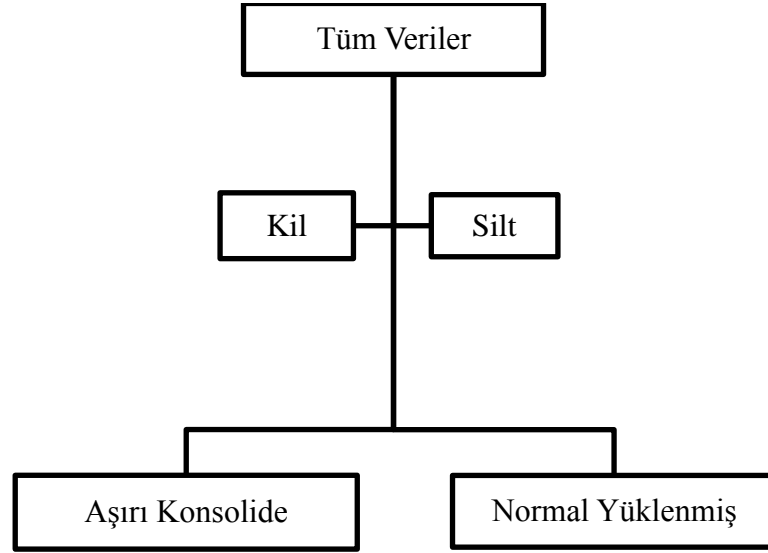 Tüm Veriler
Kil
Silt
Aşırı Konsolide
Normal Yüklenmiş